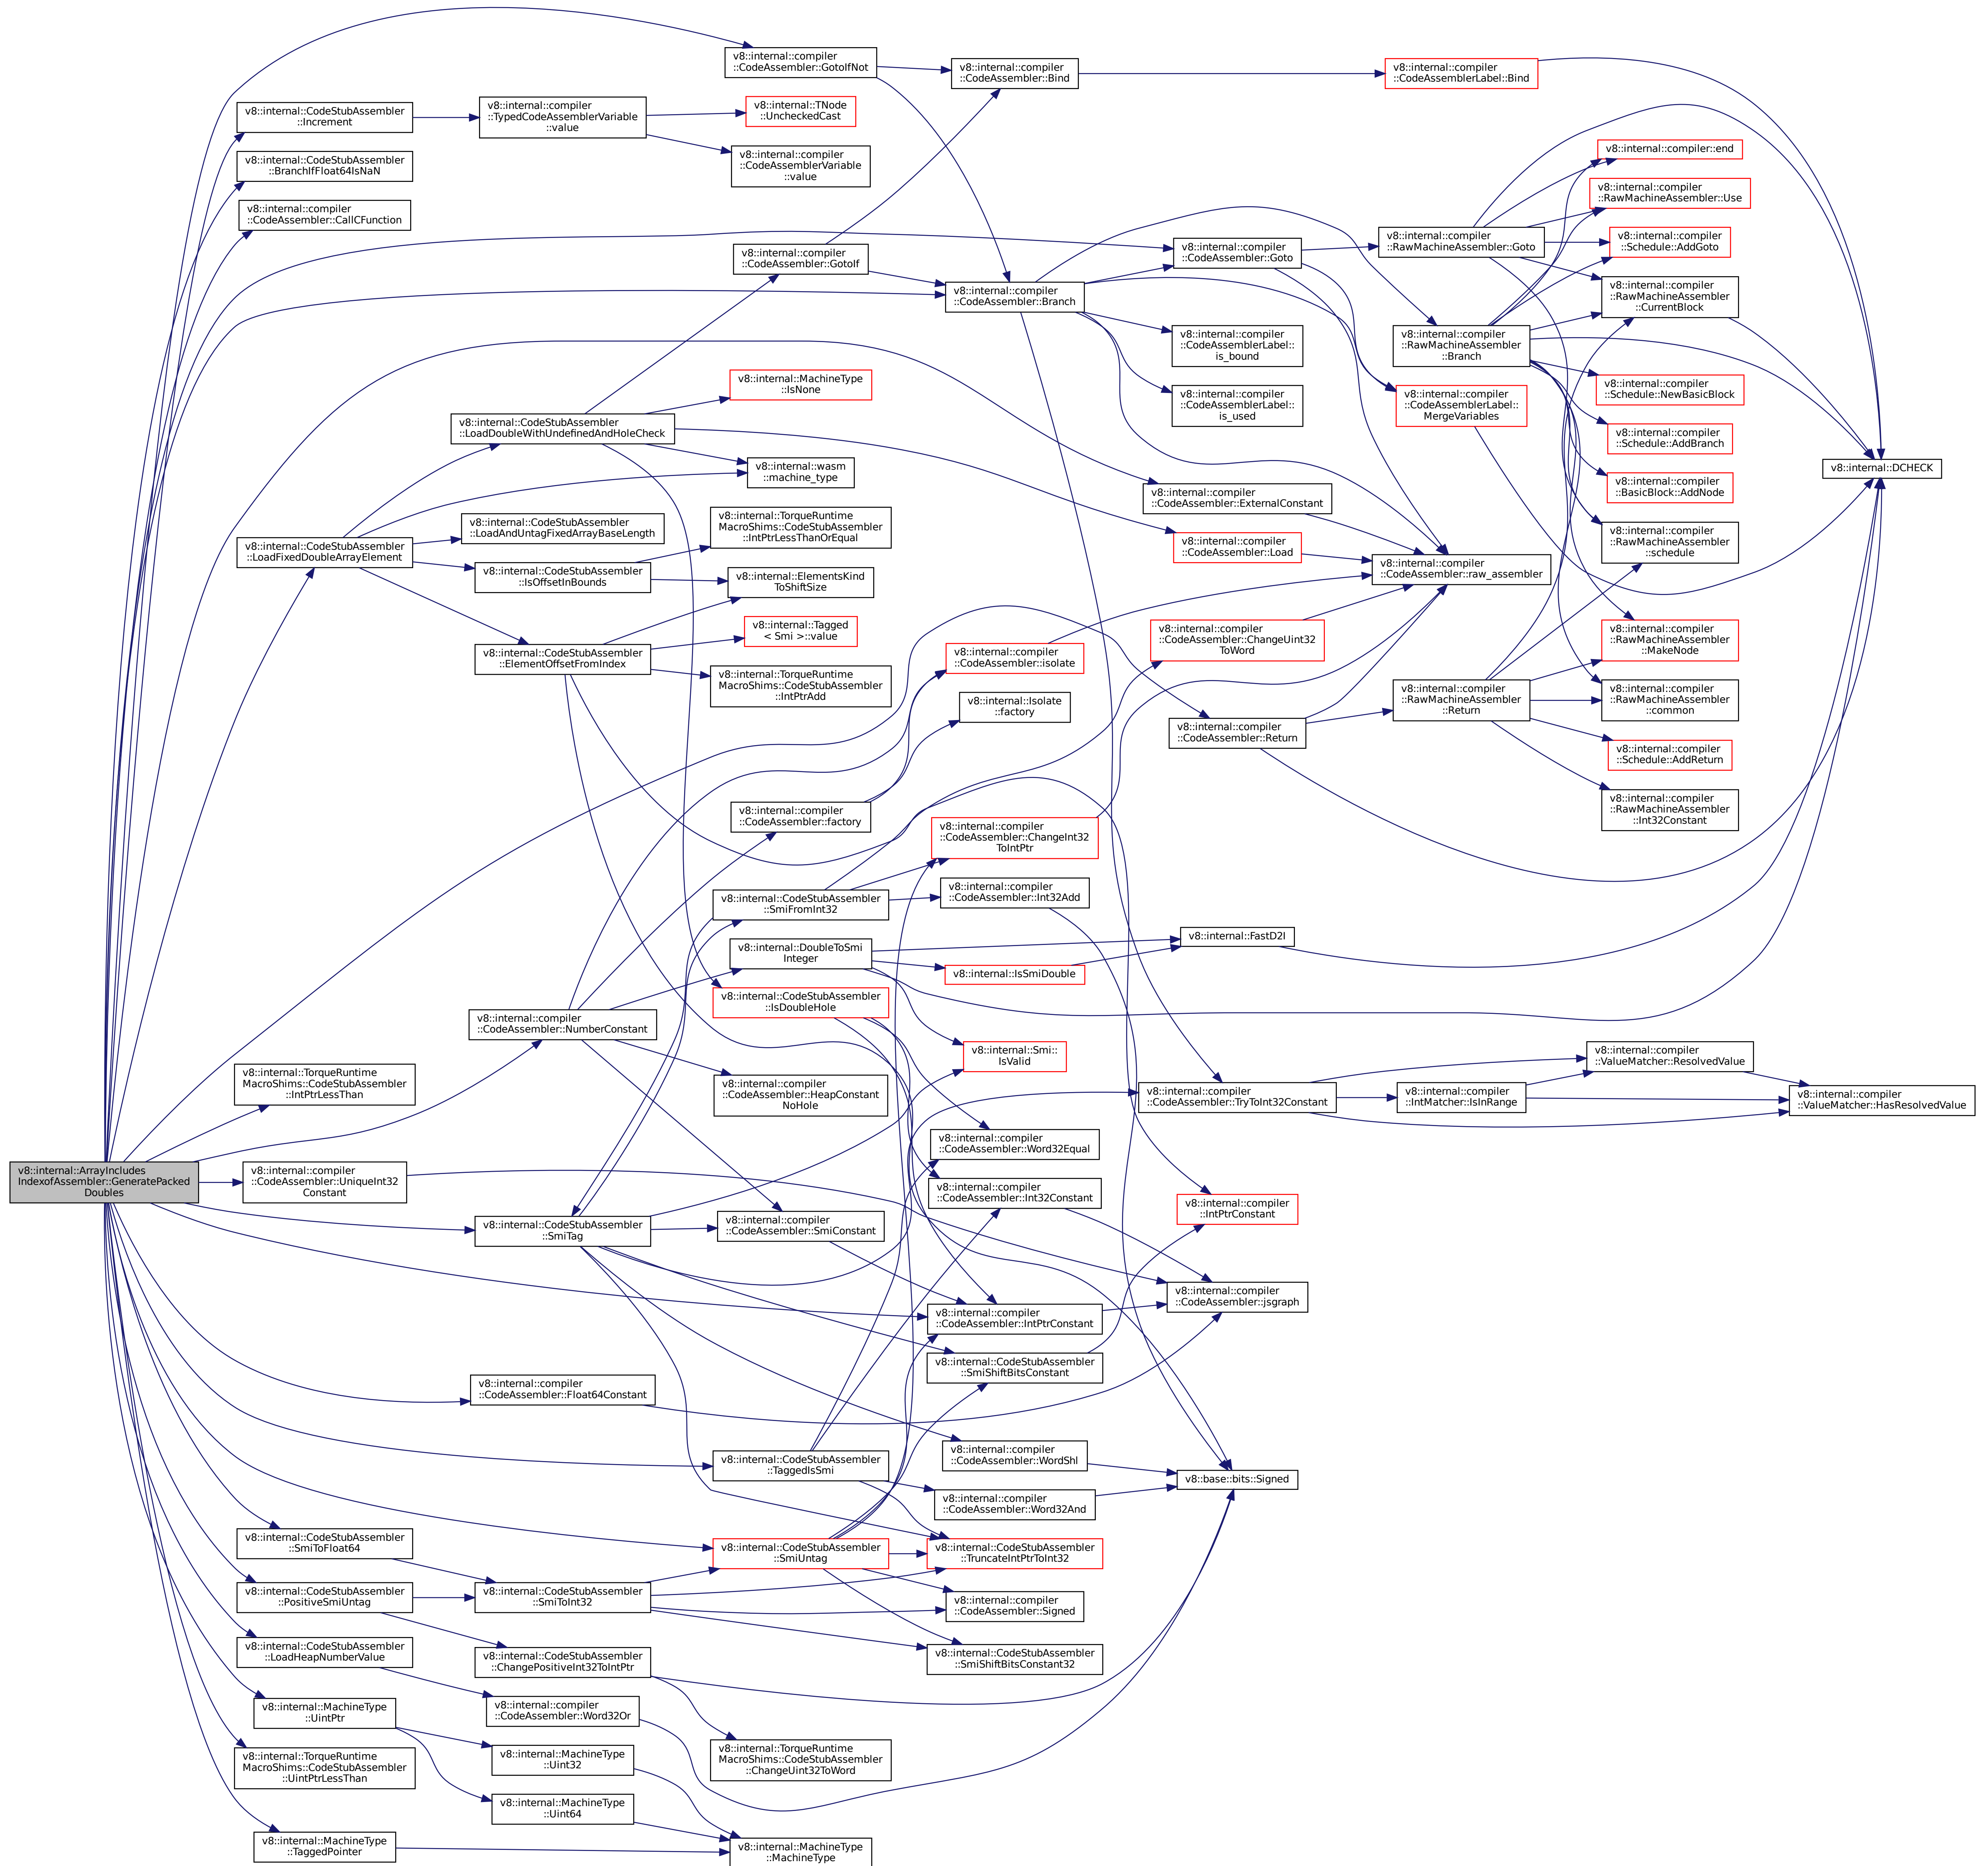 v8::internal::ArrayIncludes
IndexofAssembler::GeneratePacked
Doubles
v8::internal::CodeStubAssembler
::Increment
v8::internal::CodeStubAssembler
::BranchIfFloat64IsNaN
v8::internal::compiler
::CodeAssembler::CallCFunction
v8::internal::CodeStubAssembler
::LoadFixedDoubleArrayElement
v8::internal::TorqueRuntime
MacroShims::CodeStubAssembler
::IntPtrLessThan
v8::internal::compiler
::CodeAssembler::UniqueInt32
Constant
v8::internal::CodeStubAssembler
::SmiToFloat64
v8::internal::CodeStubAssembler
::PositiveSmiUntag
v8::internal::CodeStubAssembler
::LoadHeapNumberValue
v8::internal::MachineType
::UintPtr
v8::internal::TorqueRuntime
MacroShims::CodeStubAssembler
::UintPtrLessThan
v8::internal::MachineType
::TaggedPointer
v8::internal::compiler
::TypedCodeAssemblerVariable
::value
v8::internal::CodeStubAssembler
::LoadDoubleWithUndefinedAndHoleCheck
v8::internal::CodeStubAssembler
::LoadAndUntagFixedArrayBaseLength
v8::internal::CodeStubAssembler
::IsOffsetInBounds
v8::internal::CodeStubAssembler
::ElementOffsetFromIndex
v8::internal::compiler
::CodeAssembler::NumberConstant
v8::internal::CodeStubAssembler
::SmiTag
v8::internal::compiler
::CodeAssembler::Float64Constant
v8::internal::CodeStubAssembler
::SmiToInt32
v8::internal::CodeStubAssembler
::ChangePositiveInt32ToIntPtr
v8::internal::compiler
::CodeAssembler::Word32Or
v8::internal::MachineType
::Uint32
v8::internal::MachineType
::Uint64
v8::internal::compiler
::CodeAssembler::GotoIfNot
v8::internal::TNode
::UncheckedCast
v8::internal::compiler
::CodeAssemblerVariable
::value
v8::internal::compiler
::CodeAssembler::GotoIf
v8::internal::MachineType
::IsNone
v8::internal::wasm
::machine_type
v8::internal::TorqueRuntime
MacroShims::CodeStubAssembler
::IntPtrLessThanOrEqual
v8::internal::ElementsKind
ToShiftSize
v8::internal::Tagged
< Smi >::value
v8::internal::TorqueRuntime
MacroShims::CodeStubAssembler
::IntPtrAdd
v8::internal::compiler
::CodeAssembler::factory
v8::internal::CodeStubAssembler
::SmiFromInt32
v8::internal::DoubleToSmi
Integer
v8::internal::CodeStubAssembler
::IsDoubleHole
v8::internal::compiler
::CodeAssembler::HeapConstant
NoHole
v8::internal::compiler
::CodeAssembler::SmiConstant
v8::internal::CodeStubAssembler
::TaggedIsSmi
v8::internal::CodeStubAssembler
::SmiUntag
v8::internal::TorqueRuntime
MacroShims::CodeStubAssembler
::ChangeUint32ToWord
v8::internal::MachineType
::MachineType
v8::internal::compiler
::CodeAssembler::Bind
v8::internal::compiler
::CodeAssembler::Branch
v8::internal::compiler
::CodeAssembler::isolate
v8::internal::Isolate
::factory
v8::internal::compiler
::CodeAssembler::ChangeInt32
ToIntPtr
v8::internal::compiler
::CodeAssembler::Int32Add
v8::internal::IsSmiDouble
v8::internal::Smi::
IsValid
v8::internal::compiler
::CodeAssembler::Word32Equal
v8::internal::compiler
::CodeAssembler::Int32Constant
v8::internal::compiler
::CodeAssembler::IntPtrConstant
v8::internal::CodeStubAssembler
::SmiShiftBitsConstant
v8::internal::compiler
::CodeAssembler::WordShl
v8::internal::compiler
::CodeAssembler::Word32And
v8::internal::CodeStubAssembler
::TruncateIntPtrToInt32
v8::internal::compiler
::CodeAssembler::Signed
v8::internal::CodeStubAssembler
::SmiShiftBitsConstant32
v8::internal::compiler
::CodeAssembler::Goto
v8::internal::compiler
::CodeAssemblerLabel::
is_bound
v8::internal::compiler
::CodeAssemblerLabel::
is_used
v8::internal::compiler
::CodeAssembler::ExternalConstant
v8::internal::compiler
::CodeAssembler::Load
v8::internal::compiler
::CodeAssembler::ChangeUint32
ToWord
v8::internal::compiler
::CodeAssembler::Return
v8::internal::FastD2I
v8::internal::compiler
::CodeAssembler::TryToInt32Constant
v8::internal::compiler
::IntPtrConstant
v8::internal::compiler
::CodeAssembler::jsgraph
v8::base::bits::Signed
v8::internal::compiler
::CodeAssemblerLabel::Bind
v8::internal::compiler
::RawMachineAssembler::Goto
v8::internal::compiler
::RawMachineAssembler
::Branch
v8::internal::compiler
::CodeAssemblerLabel::
MergeVariables
v8::internal::compiler
::CodeAssembler::raw_assembler
v8::internal::compiler
::RawMachineAssembler
::Return
v8::internal::compiler
::IntMatcher::IsInRange
v8::internal::compiler::end
v8::internal::compiler
::RawMachineAssembler::Use
v8::internal::compiler
::Schedule::AddGoto
v8::internal::compiler
::RawMachineAssembler
::CurrentBlock
v8::internal::compiler
::Schedule::NewBasicBlock
v8::internal::compiler
::Schedule::AddBranch
v8::internal::compiler
::BasicBlock::AddNode
v8::internal::compiler
::RawMachineAssembler
::schedule
v8::internal::compiler
::RawMachineAssembler
::MakeNode
v8::internal::compiler
::RawMachineAssembler
::common
v8::internal::compiler
::Schedule::AddReturn
v8::internal::compiler
::RawMachineAssembler
::Int32Constant
v8::internal::compiler
::ValueMatcher::ResolvedValue
v8::internal::DCHECK
v8::internal::compiler
::ValueMatcher::HasResolvedValue